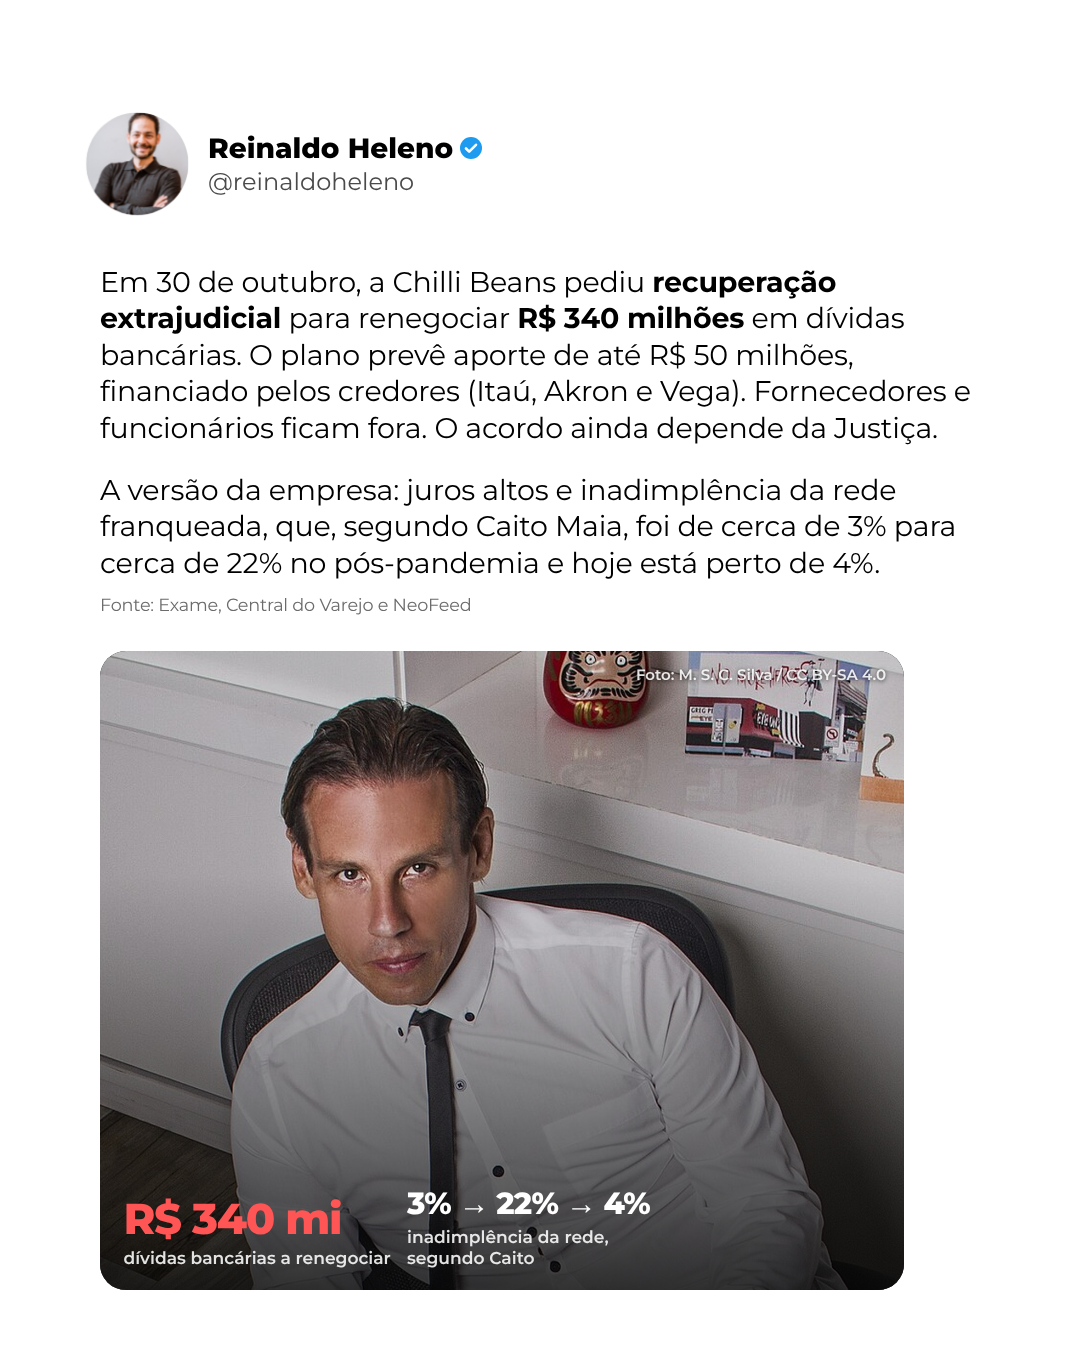 Reinaldo Heleno
@reinaldoheleno
Em 30 de outubro, a Chilli Beans pediu recuperação
extrajudicial para renegociar R$ 340 milhões em dívidas
bancárias. O plano prevê aporte de até R$ 50 milhões,
financiado pelos credores (Itaú, Akron e Vega). Fornecedores e
funcionários ficam fora. O acordo ainda depende da Justiça.
A versão da empresa: juros altos e inadimplência da rede
franqueada, que, segundo Caito Maia, foi de cerca de 3% para
cerca de 22% no pós-pandemia e hoje está perto de 4%.
Fonte: Exame, Central do Varejo e NeoFeed
Foto: M. S. C. Silva / CC BY-SA 4.0
R$ 340 mi
dívidas bancárias a renegociar
3% → 22% → 4%
inadimplência da rede,
segundo Caito